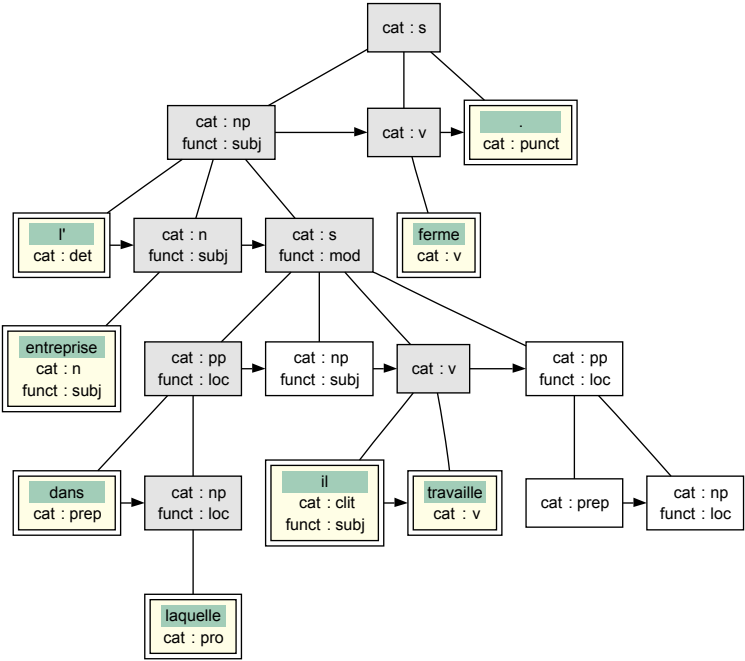 cat : s
cat : np
funct : subj
cat : v
.
cat : punct
l'
cat : det
cat : n
funct : subj
cat : s
funct : mod
ferme
cat : v
entreprise
cat : n
funct : subj
cat : pp
funct : loc
cat : np
funct : subj
cat : v
cat : pp
funct : loc
dans
cat : prep
cat : np
funct : loc
il
cat : clit
funct : subj
travaille
cat : v
cat : prep
cat : np
funct : loc
laquelle
cat : pro